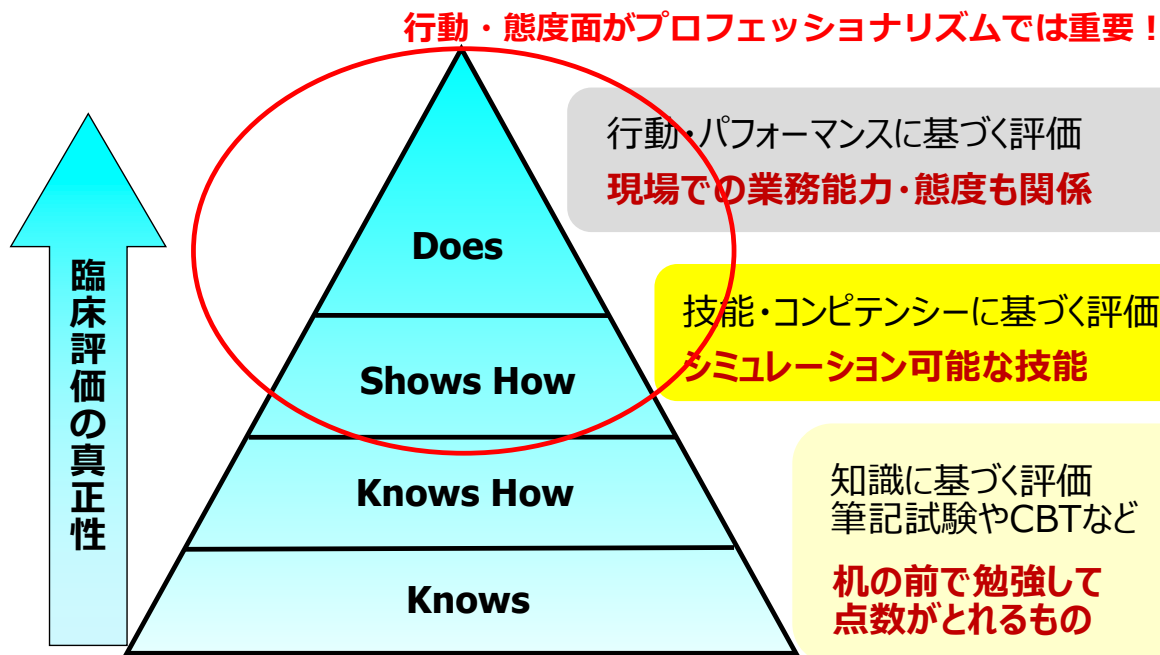 行動・態度面がプロフェッショナリズムでは重要！
行動・パフォーマンスに基づく評価
現場での業務能力・態度も関係
Does
技能・コンピテンシーに基づく評価
シミュレーション可能な技能
Shows How
臨床評価の真正性
Knows How
知識に基づく評価
筆記試験やCBTなど
机の前で勉強して
点数がとれるもの
Knows